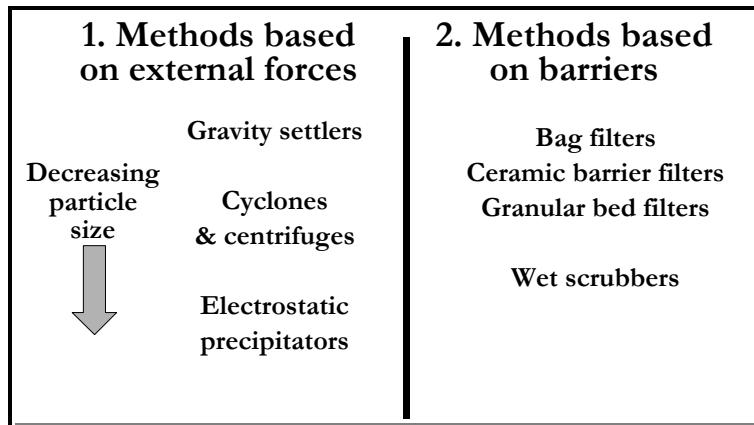 1. Methods based
on external forces
Gravity settlers
Decreasing
particle
size
Cyclones
& centrifuges
Electrostatic
precipitators
2. Methods based
on barriers
Bag filters
Ceramic barrier filters
Granular bed filters
Wet scrubbers